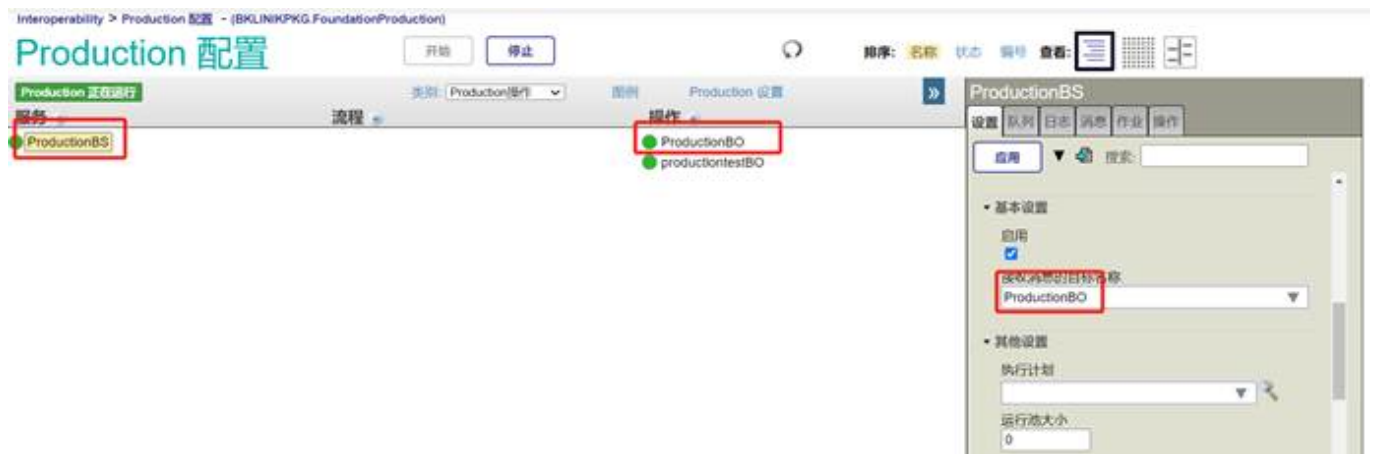 Interoperability > Production 配置 - (BKLINIKPKG.FoundationProduction)
Production 配置 开始 停止 排序: 名称 状态 编号 查看:
Production 正在运行 类别: Production操作 图例 Production 设置 »
服务 流程 操作
ProductionBS
ProductionBO
productiontestBO
ProductionBS
设置 队列 日志 消息 作业 操作
应用 搜索:
基本设置
启用
接收消息的目标名称
ProductionBO
其他设置
执行计划
运行池大小
0